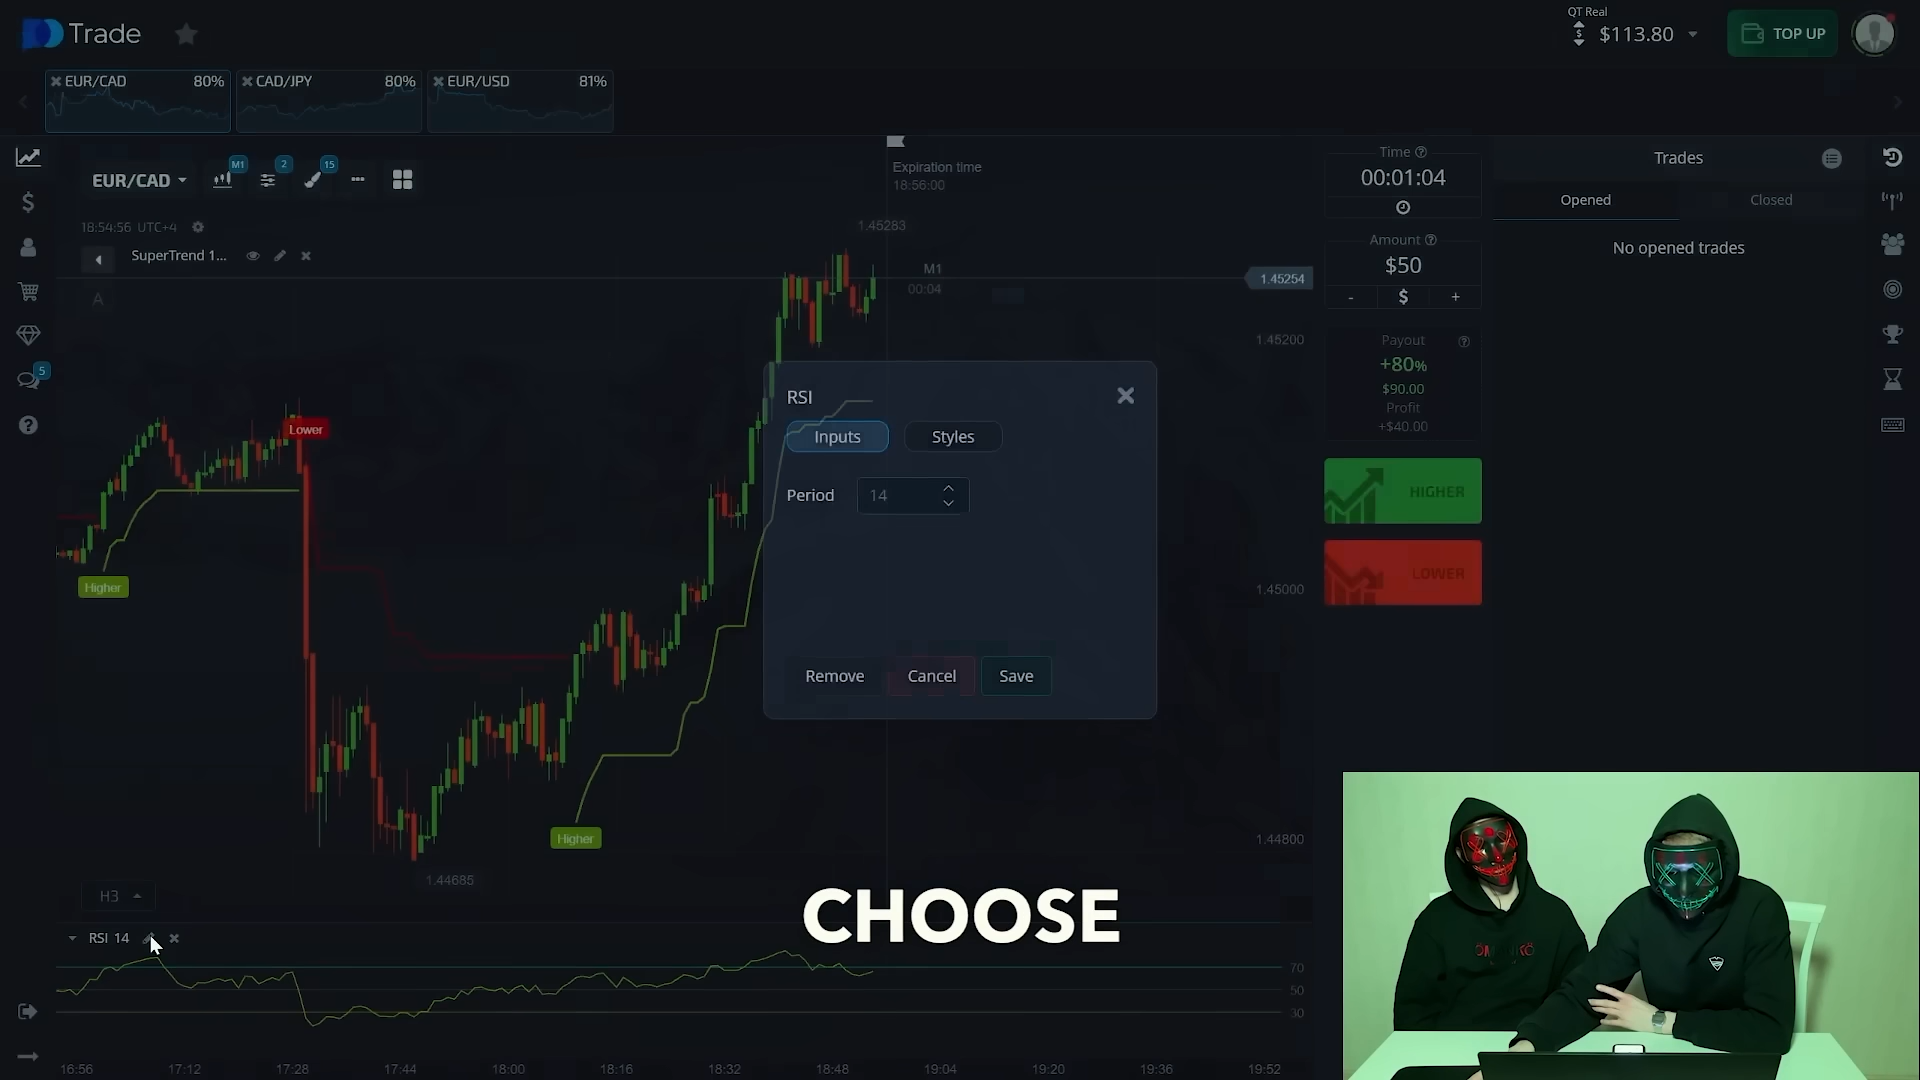 Trade
QT Real
$113.80
TOP UP
EUR/CAD 80%
CAD/JPY 80%
EUR/USD 81%
EUR/CAD
M1
2
15
Expiration time
18:56:00
18:54:56 UTC+4
SuperTrend 1...
A
1.45283
M1
00:04
1.45254
1.45200
1.45000
1.44800
Lower
Higher
Higher
1.44685
5
RSI
Inputs
Styles
Period
14
Remove
Cancel
Save
Time
00:01:04
Amount
$50
- $ +
Payout
+80%
$90.00
Profit
+$40.00
HIGHER
LOWER
Trades
Opened
Closed
No opened trades
H3
CHOOSE
RSI 14
70
50
30
16:56 17:12 17:28 17:44 18:00 18:16 18:32 18:48 19:04 19:20 19:36 19:52